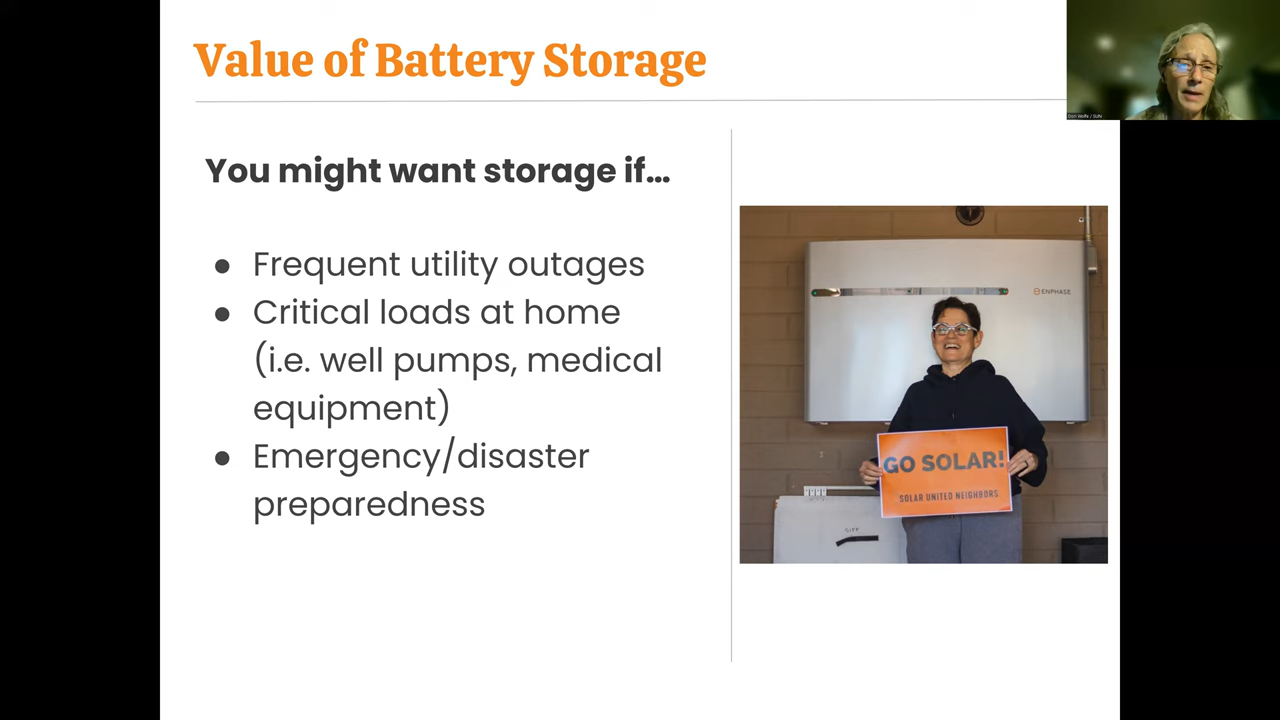 Value of Battery Storage
You might want storage if...
● Frequent utility outages
● Critical loads at home
(i.e. well pumps, medical
equipment)
● Emergency/disaster
preparedness
ENPHASE
GO SOLAR!
SOLAR UNITED NEIGHBORS